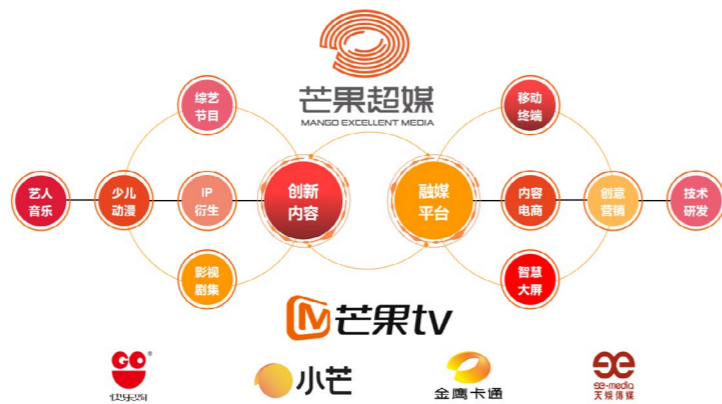 芒果超媒
MANGO EXCELLENT MEDIA
综艺
节目
移动
终端
艺人
音乐
少儿
动漫
IP
衍生
创新
内容
融媒
平台
内容
电商
创意
营销
技术
研发
影视
剧集
智慧
大屏
芒果tv
GO
快乐购
小芒
金鹰卡通
ee-media
天娱傳媒